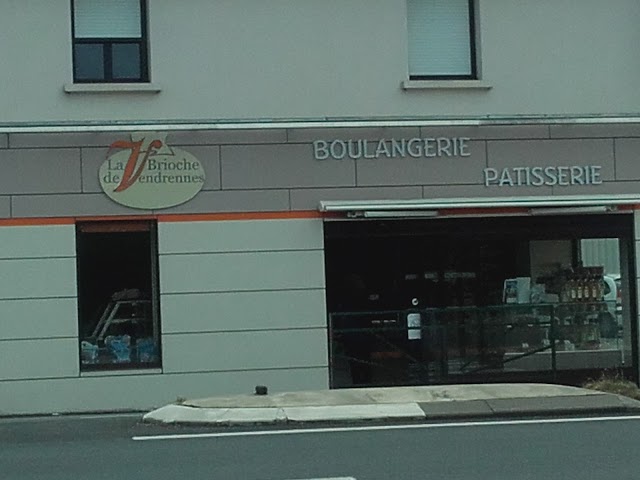 La Brioche
de Vendrennes
BOULANGERIE
PATISSERIE